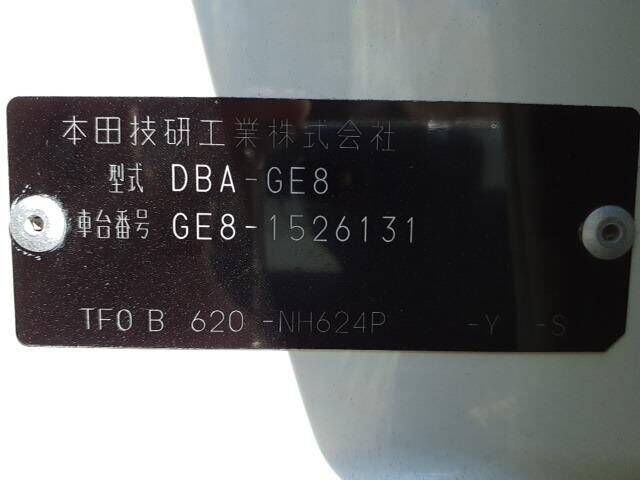 本田技研工業株式会社
型式 DBA-GE8
車台番号 GE8-1526131
TF0 B 620 -NH624P -Y -S